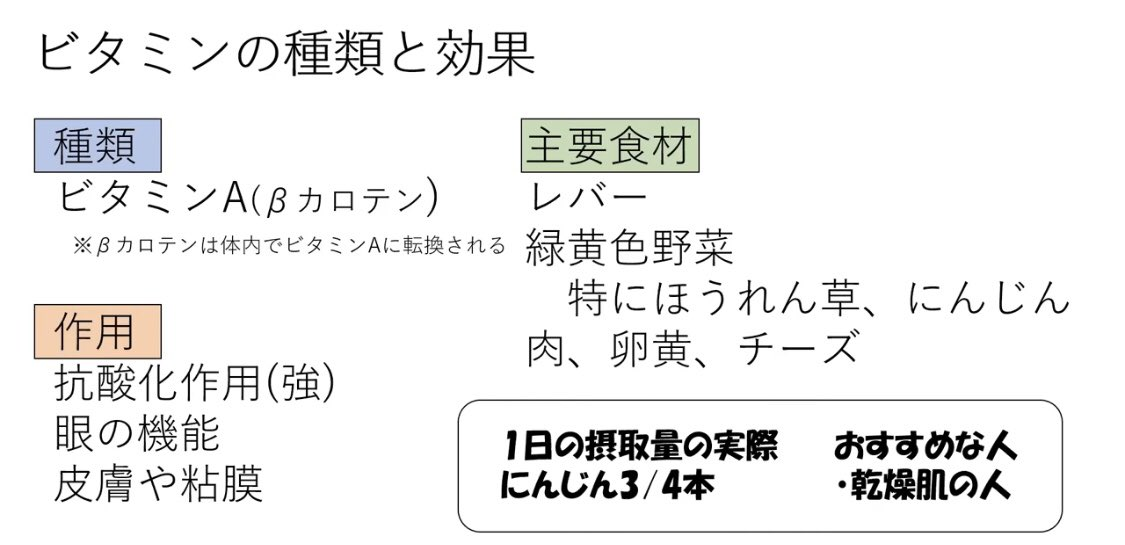 ビタミンの種類と効果
種類
ビタミンA(βカロテン)
※βカロテンは体内でビタミンAに転換される
作用
抗酸化作用(強)
眼の機能
皮膚や粘膜
主要食材
レバー
緑黄色野菜
特にほうれん草、にんじん
肉、卵黄、チーズ
1日の摂取量の実際
にんじん3/4本
おすすめな人
・乾燥肌の人